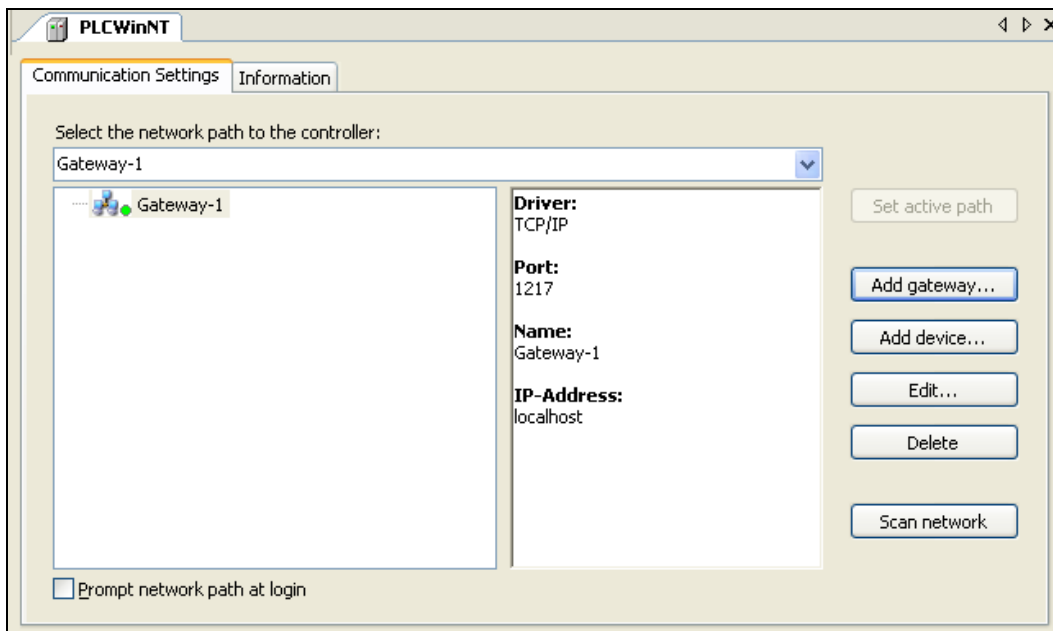 PLCWinNT
Communication Settings
Information
Select the network path to the controller:
Gateway-1
Gateway-1
Driver:
TCP/IP
Port:
1217
Name:
Gateway-1
IP-Address:
localhost
Set active path
Add gateway...
Add device...
Edit...
Delete
Scan network
Prompt network path at login